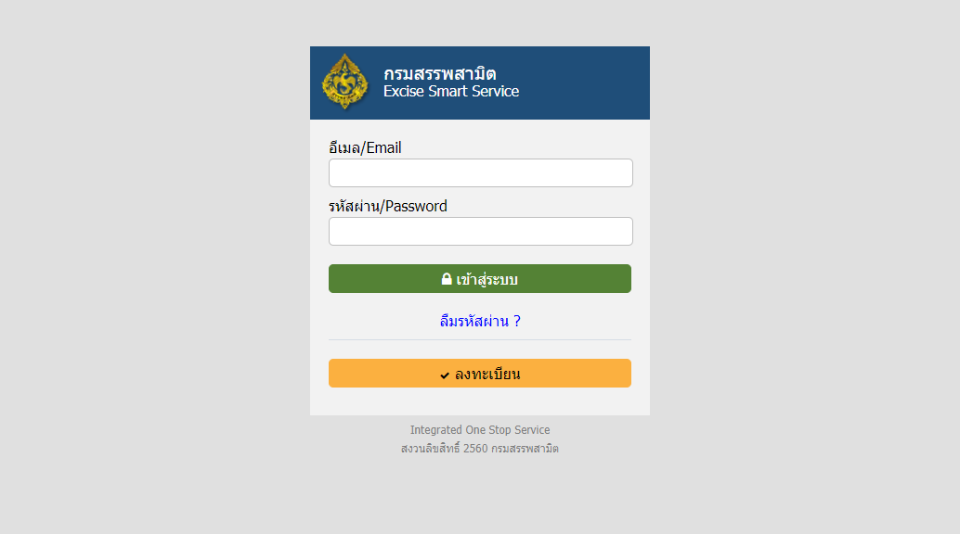 กรมสรรพสามิต
Excise Smart Service
อีเมล/Email
รหัสผ่าน/Password
เข้าสู่ระบบ
ลืมรหัสผ่าน ?
ลงทะเบียน
Integrated One Stop Service
สงวนลิขสิทธิ์ 2560 กรมสรรพสามิต